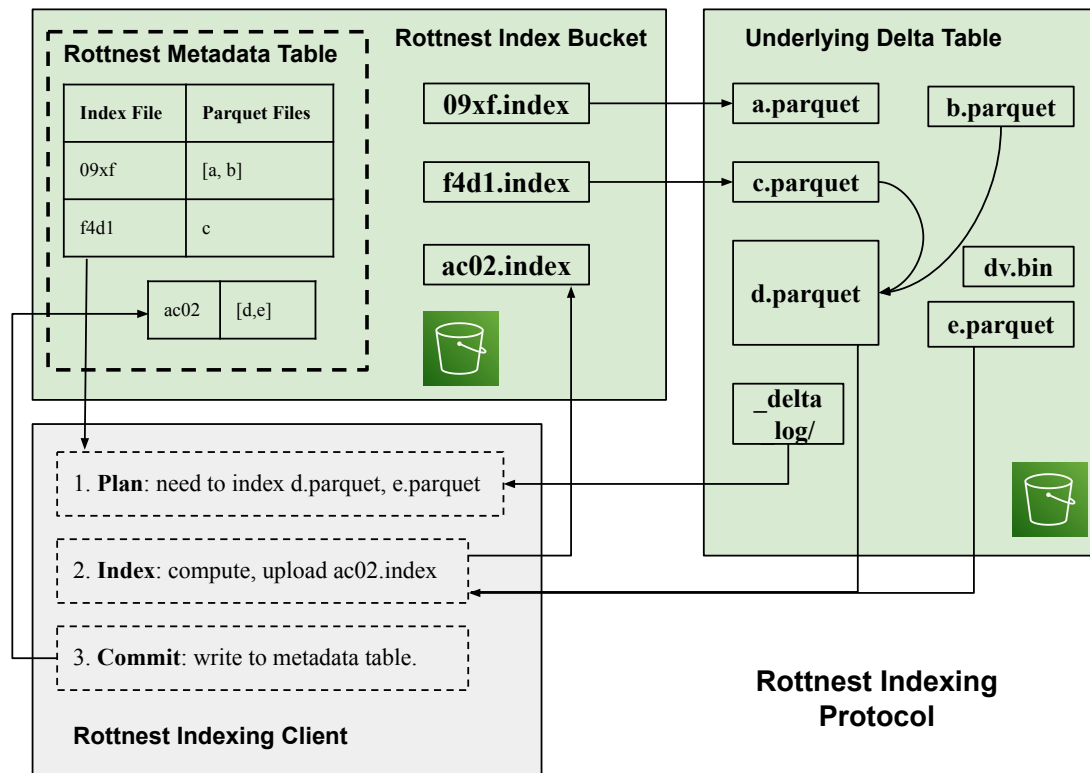 Rottnest Metadata Table
Index File
Parquet Files
09xf
[a, b]
f4d1
c
ac02
[d,e]
Rottnest Index Bucket
09xf.index
f4d1.index
ac02.index
Underlying Delta Table
a.parquet
b.parquet
c.parquet
d.parquet
dv.bin
e.parquet
_delta
_log/
1. Plan: need to index d.parquet, e.parquet
2. Index: compute, upload ac02.index
3. Commit: write to metadata table.
Rottnest Indexing Client
Rottnest Indexing
Protocol